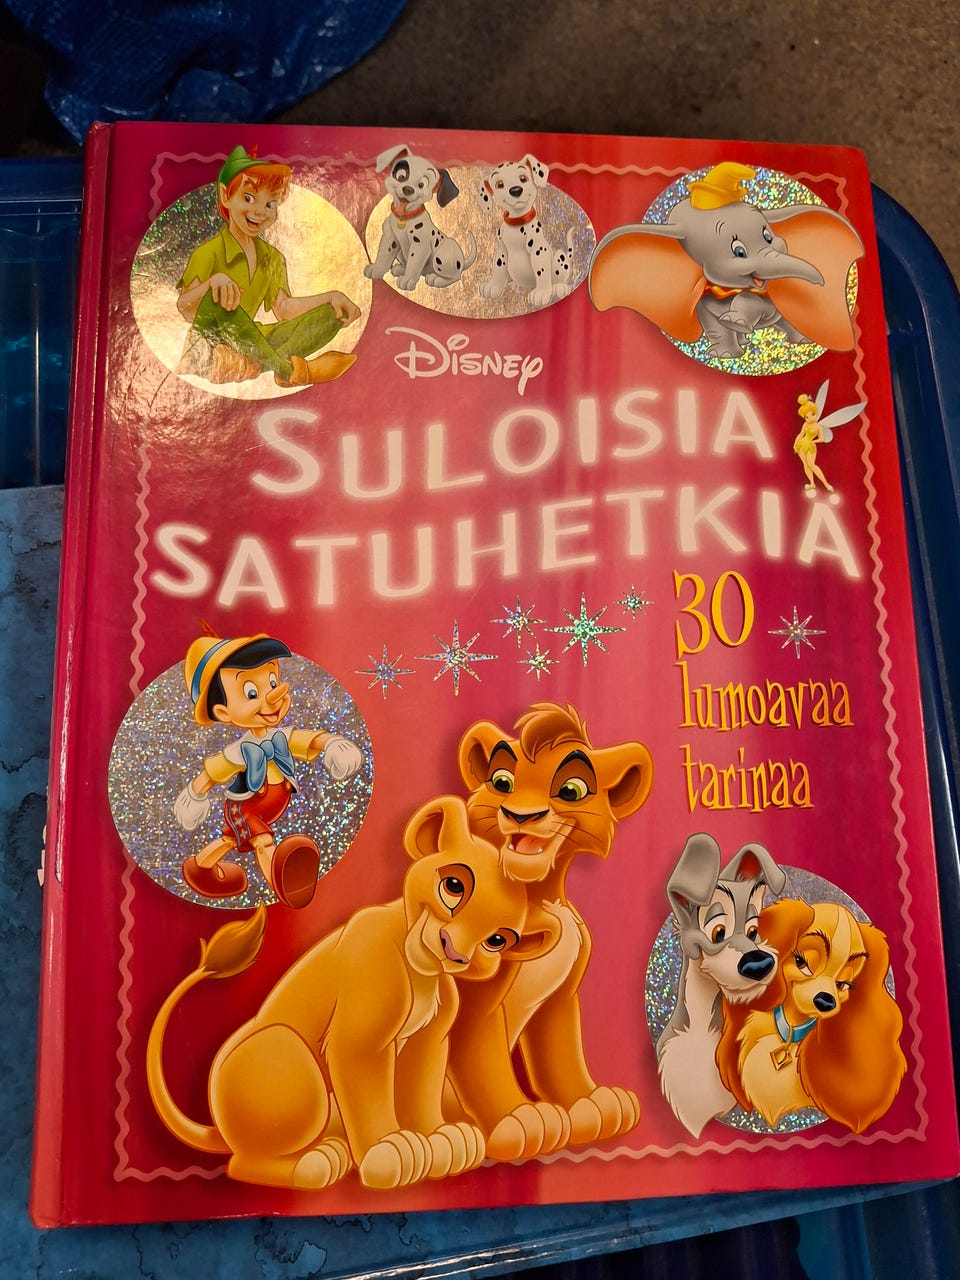 Disney
SULOISIA
SATUHETKIÄ
30
lumoavaa
tarinaa